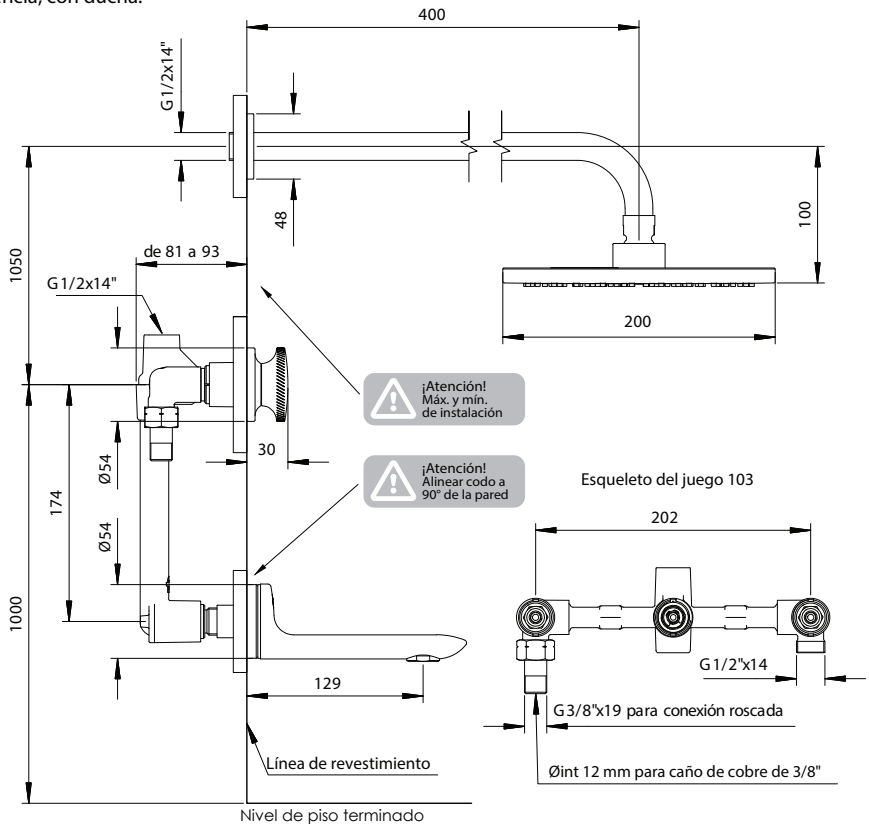 encia, con ducha.
400
G1/2x14"
48
100
1050
de 81 a 93
G1/2x14"
200
¡Atención!
Máx. y mín.
de instalación
30
Ø54
174
¡Atención!
Alinear codo a
90° de la pared
Esqueleto del juego 103
202
Ø54
1000
G1/2"x14
129
G3/8"x19 para conexión roscada
Línea de revestimiento
Øint 12 mm para caño de cobre de 3/8"
Nivel de piso terminado